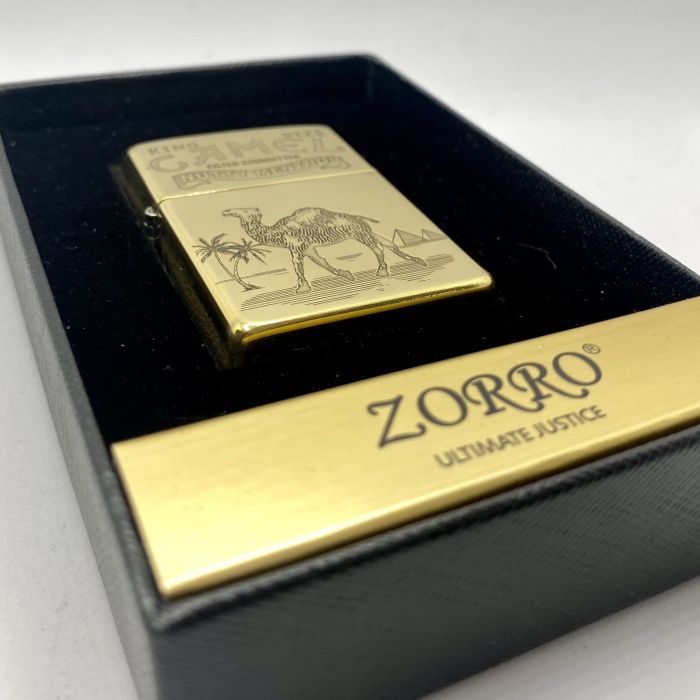 KING SIZE
CAMEL
FILTER CIGARETTES
ZORRO®
ULTIMATE JUSTICE